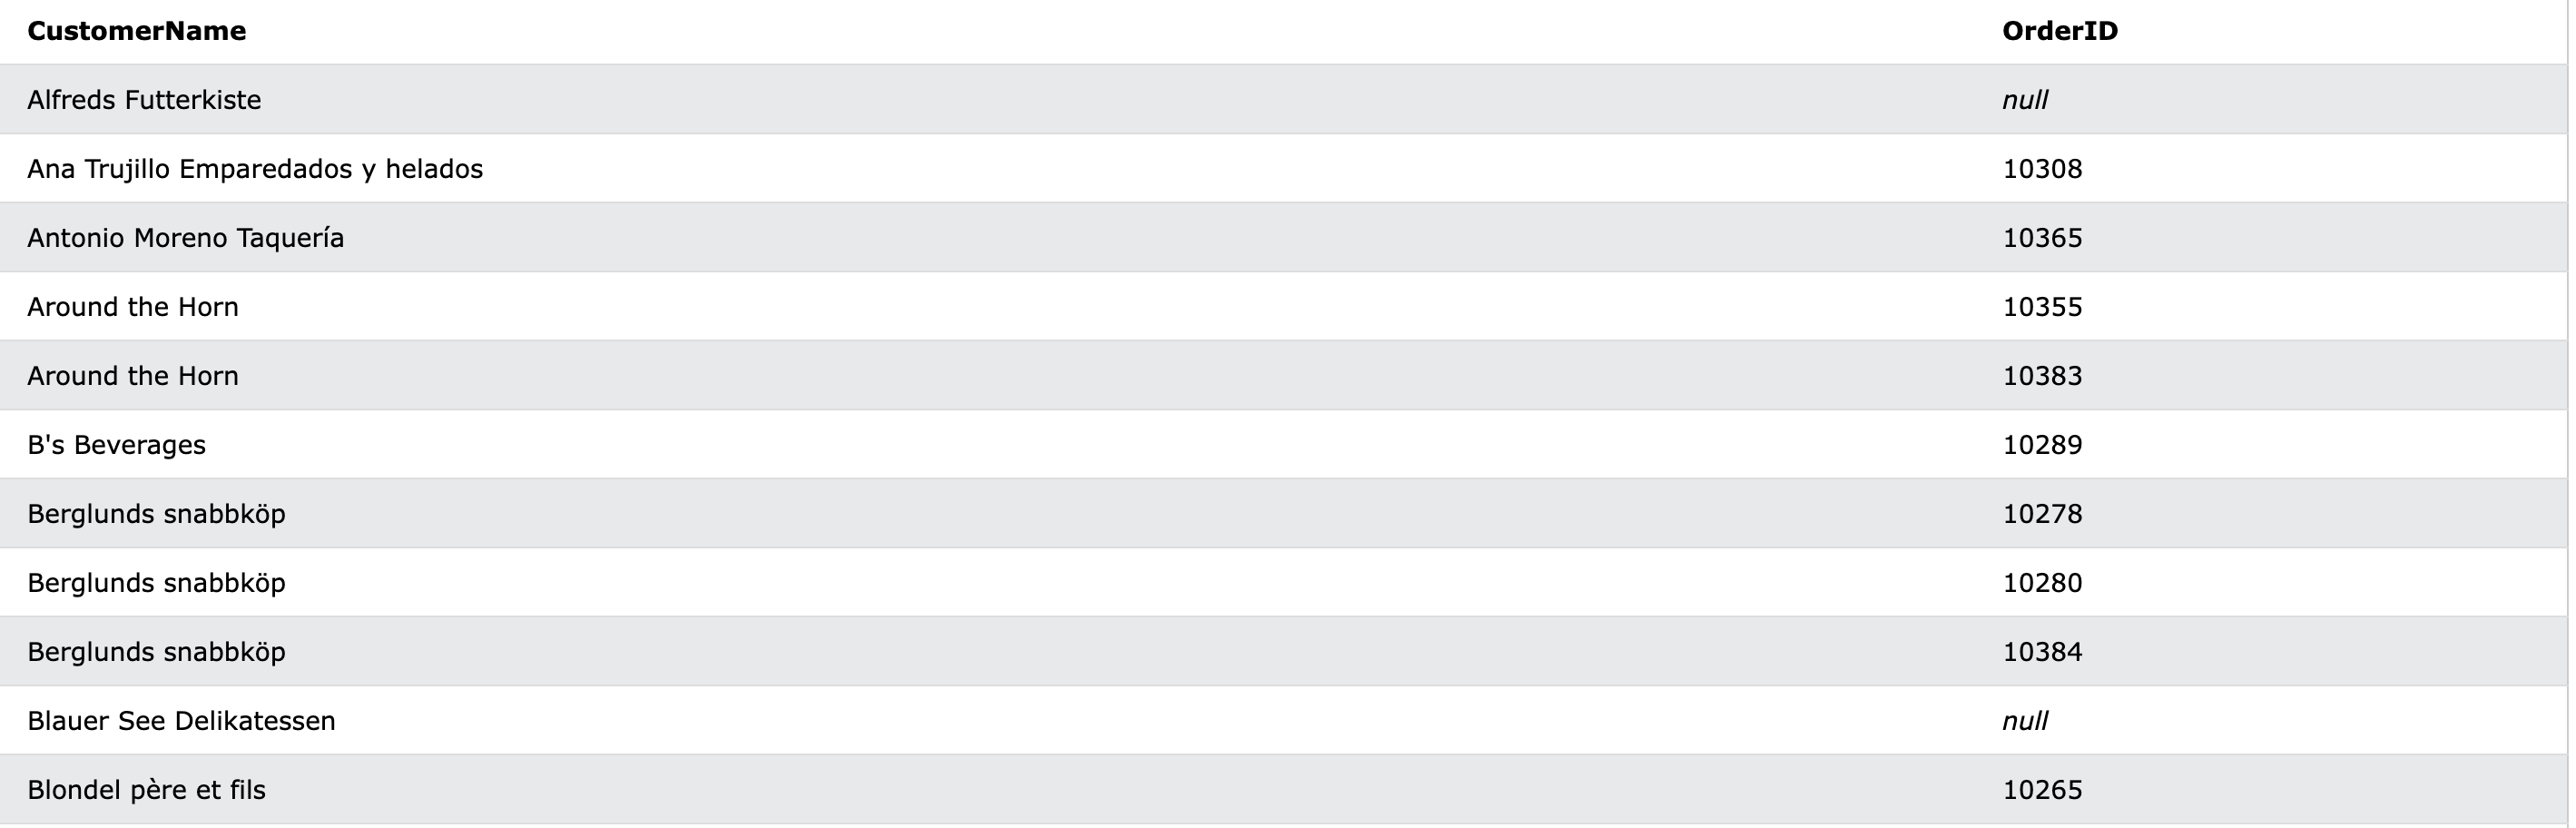 CustomerName OrderID
Alfreds Futterkiste null
Ana Trujillo Emparedados y helados 10308
Antonio Moreno Taquería 10365
Around the Horn 10355
Around the Horn 10383
B's Beverages 10289
Berglunds snabbköp 10278
Berglunds snabbköp 10280
Berglunds snabbköp 10384
Blauer See Delikatessen null
Blondel père et fils 10265